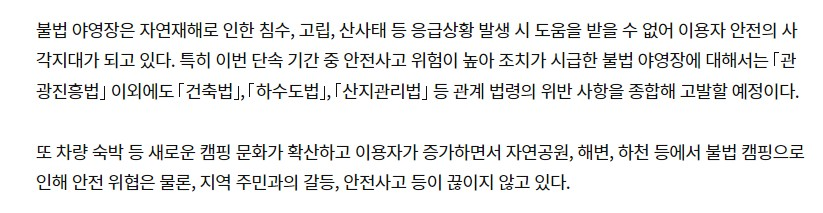 불법 야영장은 자연재해로 인한 침수, 고립, 산사태 등 응급상황 발생 시 도움을 받을 수 없어 이용자 안전의 사
각지대가 되고 있다. 특히 이번 단속 기간 중 안전사고 위험이 높아 조치가 시급한 불법 야영장에 대해서는 「관
광진흥법」 이외에도 「건축법」, 「하수도법」, 「산지관리법」 등 관계 법령의 위반 사항을 종합해 고발할 예정이다.
또 차량 숙박 등 새로운 캠핑 문화가 확산하고 이용자가 증가하면서 자연공원, 해변, 하천 등에서 불법 캠핑으로
인해 안전 위협은 물론, 지역 주민과의 갈등, 안전사고 등이 끊이지 않고 있다.